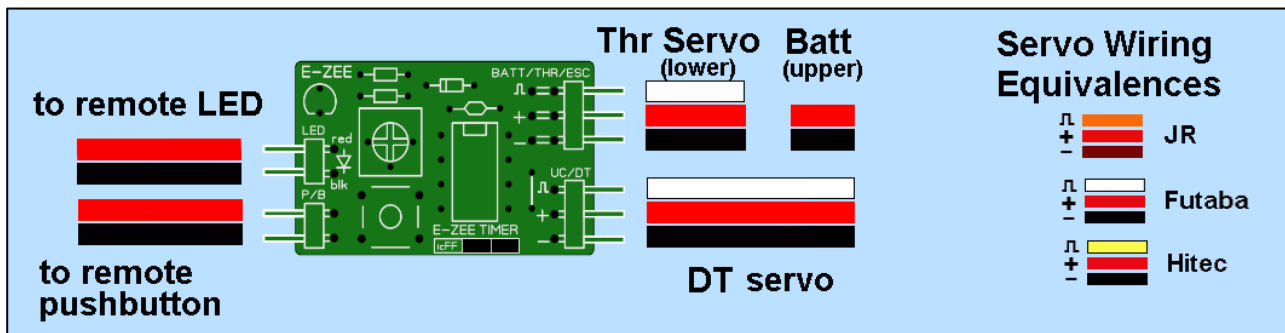 Thr Servo
(lower)
Batt
(upper)
Servo Wiring
Equivalences
to remote LED
E-ZEE
BATT/THR/ESC
+
−
LED
red
blk
P/B
UC/DT
+
−
E-ZEE TIMER
icFF
to remote
pushbutton
DT servo
+
−
JR
+
−
Futaba
+
−
Hitec